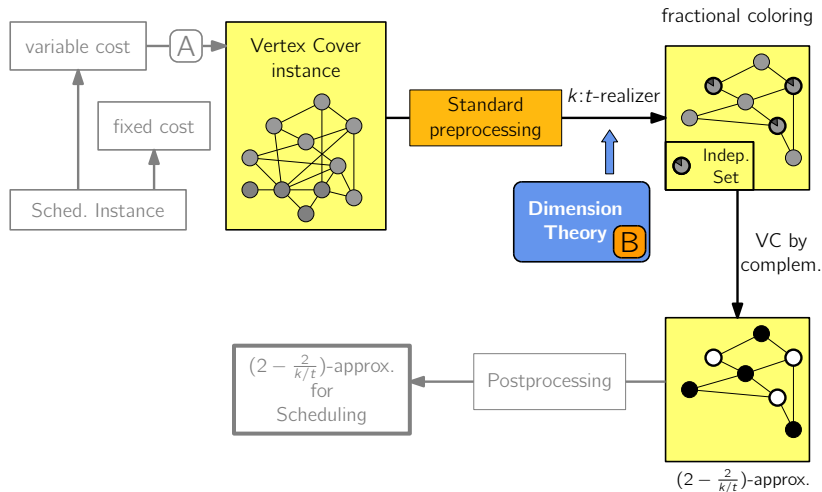 fractional coloring
variable cost
A
Vertex Cover
instance
Standard
preprocessing
k:t-realizer
fixed cost
Indep.
Set
Sched. Instance
Dimension
Theory
B
VC by
complem.
(2 − 2/(k/t))-approx.
for
Scheduling
Postprocessing
(2 − 2/(k/t))-approx.